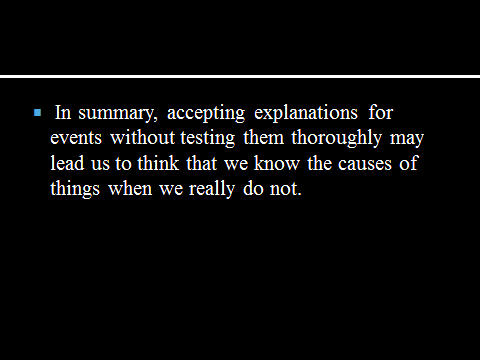 In summary, accepting explanations for
events without testing them thoroughly may
lead us to think that we know the causes of
things when we really do not.